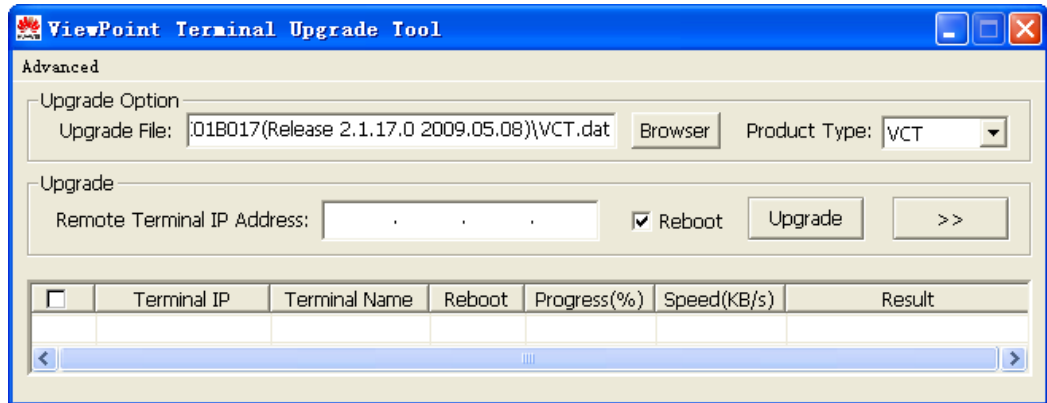 ViewPoint Terminal Upgrade Tool
Advanced
Upgrade Option
Upgrade File: :01B017(Release 2.1.17.0 2009.05.08)\VCT.dat Browser Product Type: VCT
Upgrade
Remote Terminal IP Address: . . . Reboot Upgrade >>
Terminal IP Terminal Name Reboot Progress(%) Speed(KB/s) Result